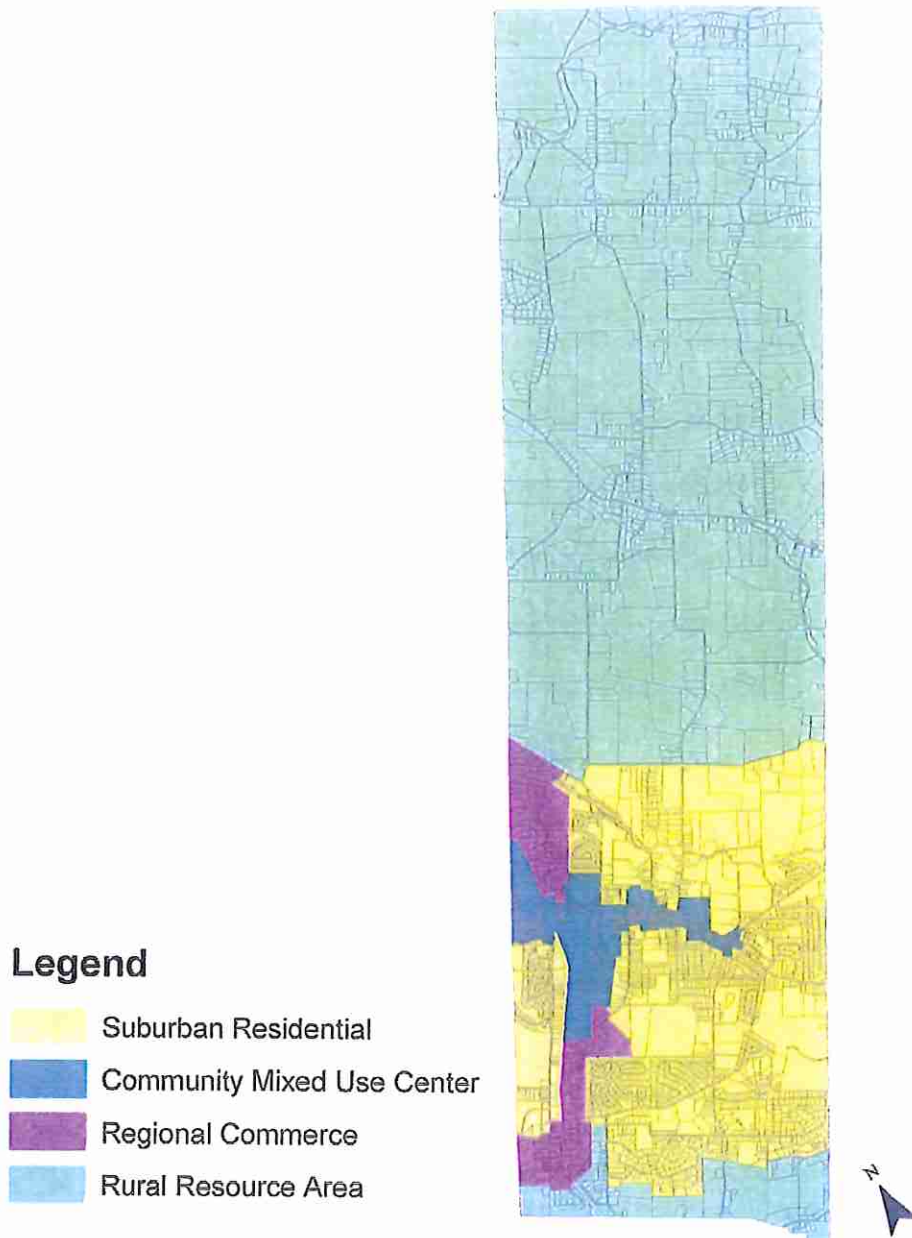 Legend
Suburban Residential
Community Mixed Use Center
Regional Commerce
Rural Resource Area
N